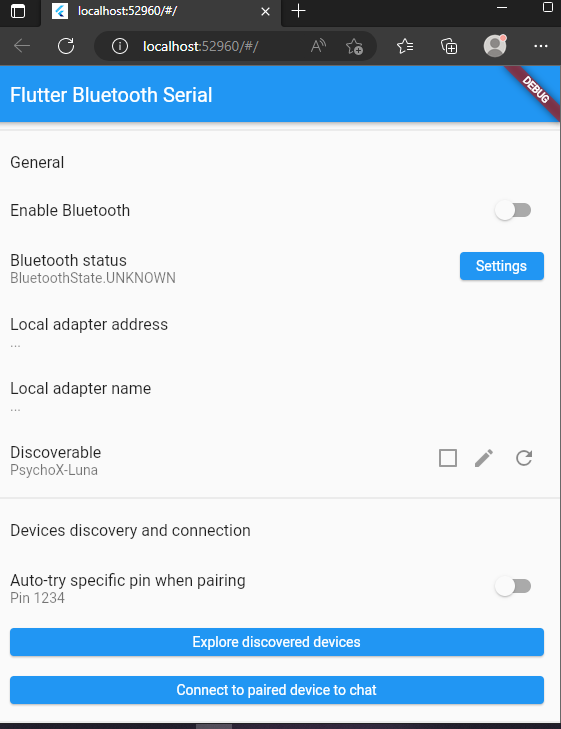 localhost:52960/#/
localhost:52960/#/
DEBUG
Flutter Bluetooth Serial
General
Enable Bluetooth
Bluetooth status
BluetoothState.UNKNOWN
Settings
Local adapter address
...
Local adapter name
...
Discoverable
PsychoX-Luna
Devices discovery and connection
Auto-try specific pin when pairing
Pin 1234
Explore discovered devices
Connect to paired device to chat